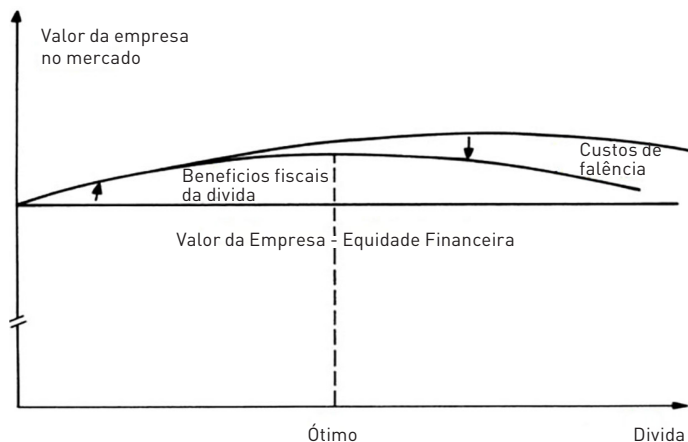 Valor da empresa
no mercado
Beneficios fiscais
da divida
Custos de
falência
Valor da Empresa - Equidade Financeira
Ótimo
Divida